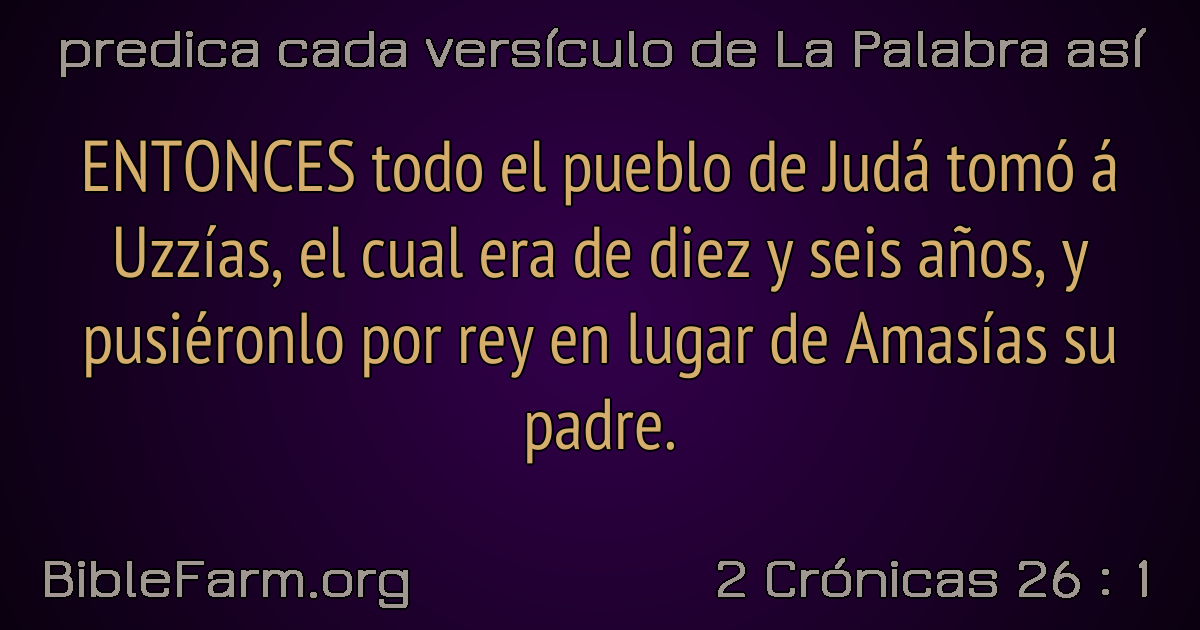 predica cada versículo de La Palabra así
ENTONCES todo el pueblo de Judá tomó á
Uzzías, el cual era de diez y seis años, y
pusiéronlo por rey en lugar de Amasías su
padre.
BibleFarm.org
2 Crónicas 26 : 1